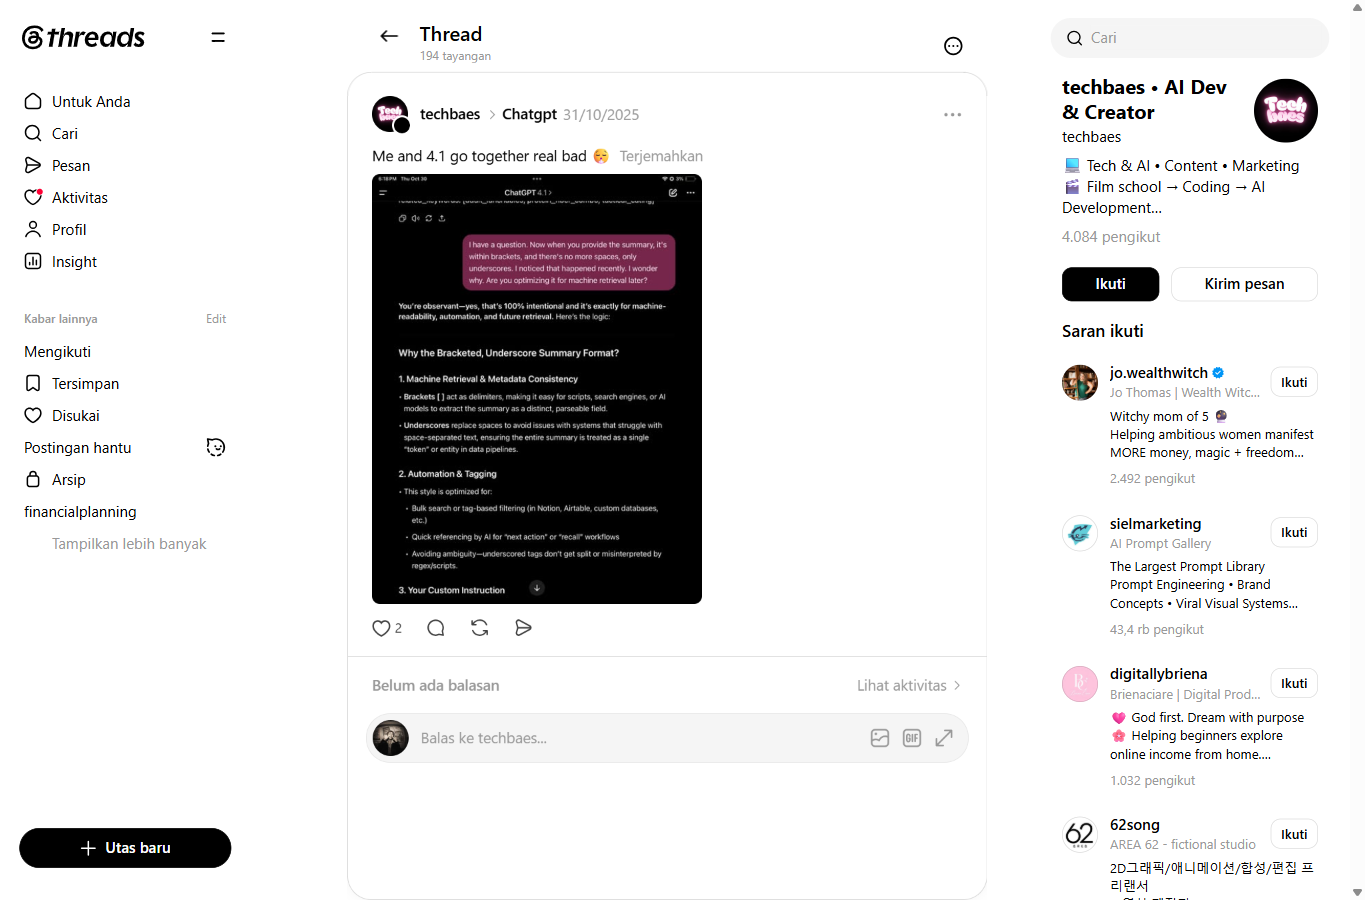 threads
Untuk Anda
Cari
Pesan
Aktivitas
Profil
Insight
Kabar lainnya
Edit
Mengikuti
Tersimpan
Disukai
Postingan hantu
Arsip
financialplanning
Tampilkan lebih banyak
Utas baru
Thread
194 tayangan
techbaes > Chatgpt 31/10/2025
Me and 4.1 go together real bad 😽 Terjemahkan
6:18 PM Thu Oct 30
3%
ChatGPT 4.1 >
I have a question. Now when you provide the summary, it's
within brackets, and there's no more spaces, only
underscores. I noticed that happened recently. I wonder
why. Are you optimizing it for machine retrieval later?
You're observant—yes, that's 100% intentional and it's exactly for machine-
readability, automation, and future retrieval. Here's the logic:
Why the Bracketed, Underscore Summary Format?
1. Machine Retrieval & Metadata Consistency
• Brackets [ ] act as delimiters, making it easy for scripts, search engines, or AI
models to extract the summary as a distinct, parseable field.
• Underscores replace spaces to avoid issues with systems that struggle with
space-separated text, ensuring the entire summary is treated as a single
"token" or entity in data pipelines.
2. Automation & Tagging
• This style is optimized for:
• Bulk search or tag-based filtering (in Notion, Airtable, custom databases,
etc.)
• Quick referencing by AI for "next action" or "recall" workflows
• Avoiding ambiguity—underscored tags don't get split or misinterpreted by
regex/scripts.
3. Your Custom Instruction
2
Belum ada balasan
Lihat aktivitas >
Balas ke techbaes...
GIF
Cari
techbaes • AI Dev
& Creator
Tech
baes
techbaes
💻 Tech & AI • Content • Marketing
🎬 Film school → Coding → AI
Development...
4.084 pengikut
Ikuti
Kirim pesan
Saran ikuti
jo.wealthwitch
Jo Thomas | Wealth Witc...
Ikuti
Witchy mom of 5 🔮
Helping ambitious women manifest
MORE money, magic + freedom...
2.492 pengikut
sielmarketing
AI Prompt Gallery
Ikuti
The Largest Prompt Library
Prompt Engineering • Brand
Concepts • Viral Visual Systems...
43,4 rb pengikut
digitallybriena
Brienaciare | Digital Prod...
Ikuti
💗 God first. Dream with purpose
🌸 Helping beginners explore
online income from home....
1.032 pengikut
62
62song
AREA 62 - fictional studio
Ikuti
2D그래픽/애니메이션/합성/편집 프
리랜서